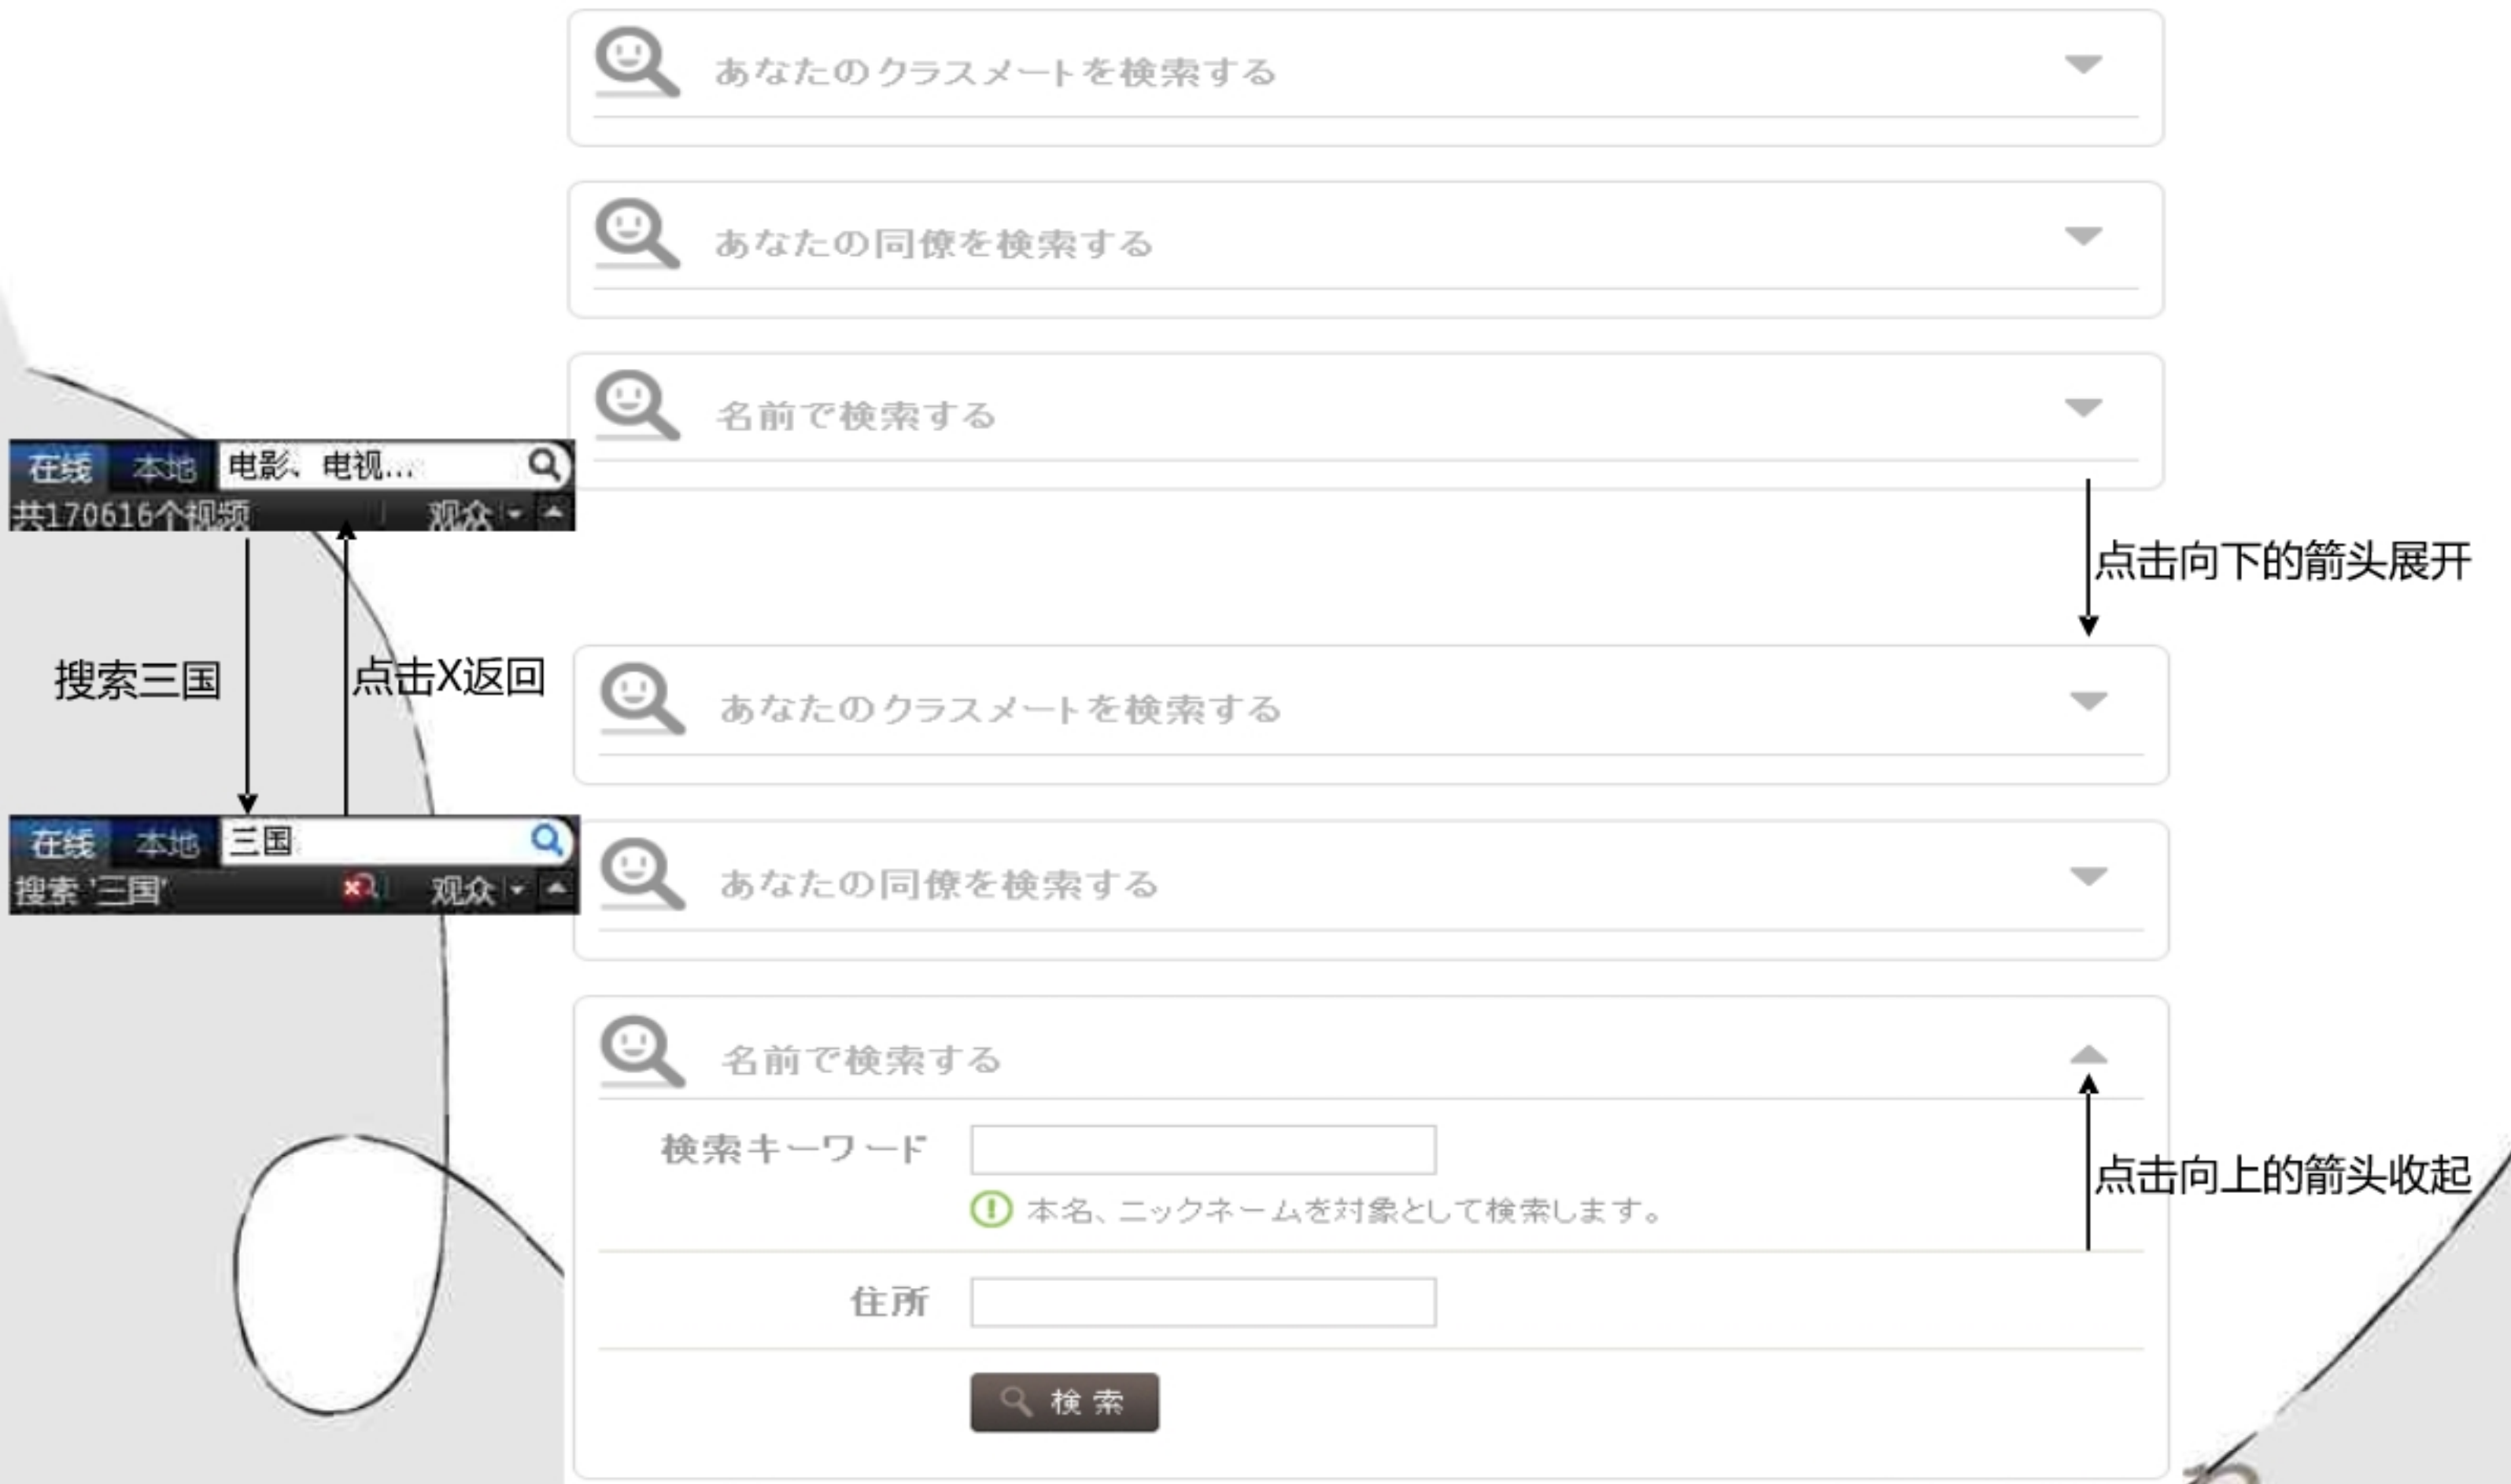 あなたのクラスメートを検索する
あなたの同僚を検索する
名前で検索する
在线 本地 电影、电视...
共170616个视频 观众
点击向下的箭头展开
搜索三国
点击X返回
あなたのクラスメートを検索する
在线 本地 三国
搜索 '三国' 观众
あなたの同僚を検索する
名前で検索する
検索キーワード
本名、ニックネームを対象として検索します。
点击向上的箭头收起
住所
検 索